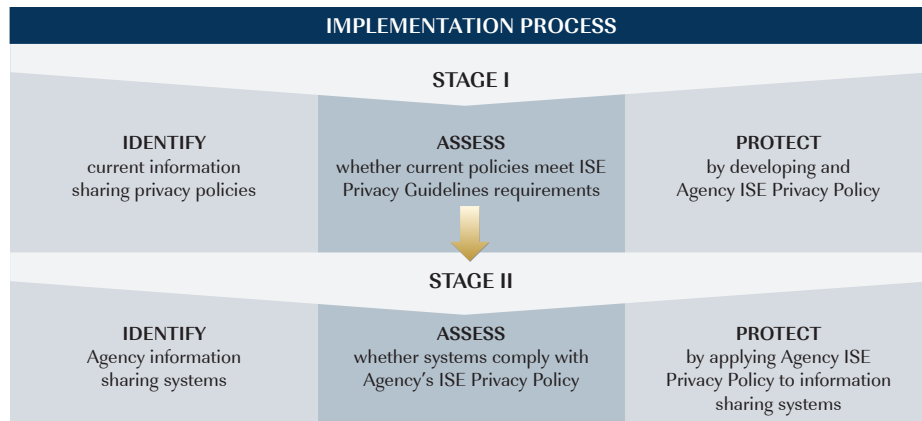 IMPLEMENTATION PROCESS
STAGE I
IDENTIFY
current information
sharing privacy policies
ASSESS
whether current policies meet ISE
Privacy Guidelines requirements
PROTECT
by developing and
Agency ISE Privacy Policy
STAGE II
IDENTIFY
Agency information
sharing systems
ASSESS
whether systems comply with
Agency's ISE Privacy Policy
PROTECT
by applying Agency ISE
Privacy Policy to information
sharing systems